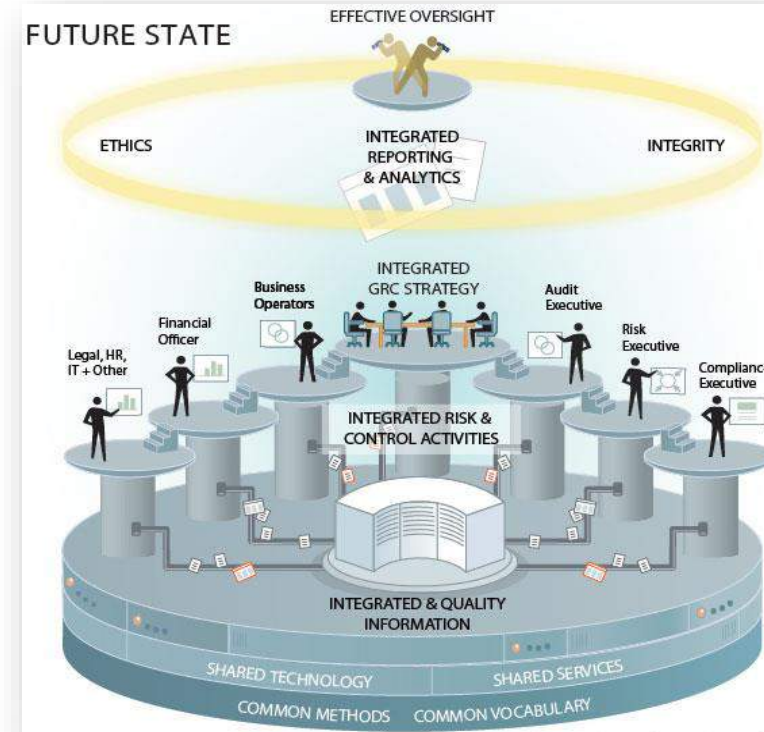 FUTURE STATE
EFFECTIVE OVERSIGHT
ETHICS
INTEGRATED
REPORTING
& ANALYTICS
INTEGRITY
INTEGRATED
GRC STRATEGY
Business
Operators
Audit
Executive
Financial
Officer
Risk
Executive
Legal, HR,
IT + Other
Compliance
Executive
INTEGRATED RISK &
CONTROL ACTIVITIES
INTEGRATED & QUALITY
INFORMATION
SHARED TECHNOLOGY
SHARED SERVICES
COMMON METHODS COMMON VOCABULARY